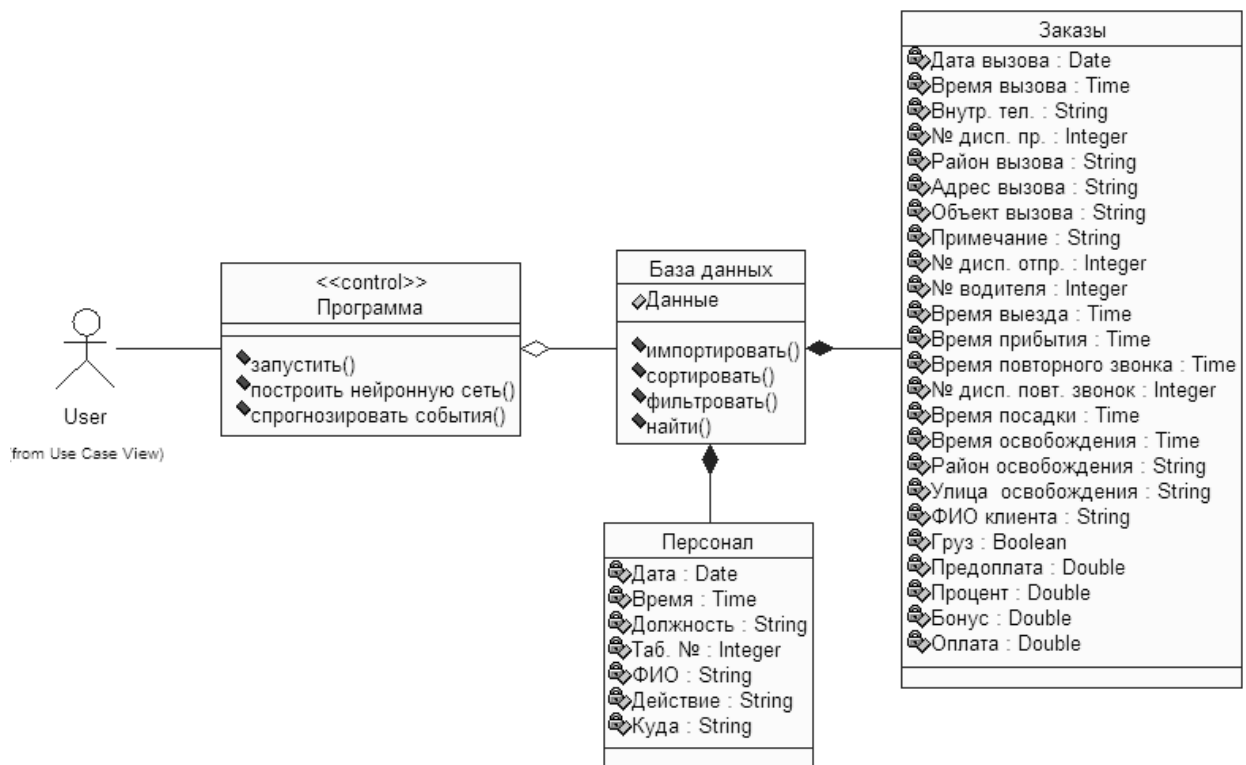 User
(from Use Case View)
<<control>>
Программа
запустить()
построить нейронную сеть()
спрогнозировать события()
База данных
Данные
импортировать()
сортировать()
фильтровать()
найти()
Персонал
Дата : Date
Время : Time
Должность : String
Таб. № : Integer
ФИО : String
Действие : String
Куда : String
Заказы
Дата вызова : Date
Время вызова : Time
Внутр. тел. : String
№ дисп. пр. : Integer
Район вызова : String
Адрес вызова : String
Объект вызова : String
Примечание : String
№ дисп. отпр. : Integer
№ водителя : Integer
Время выезда : Time
Время прибытия : Time
Время повторного звонка : Time
№ дисп. повт. звонок : Integer
Время посадки : Time
Время освобождения : Time
Район освобождения : String
Улица освобождения : String
ФИО клиента : String
Груз : Boolean
Предоплата : Double
Процент : Double
Бонус : Double
Оплата : Double